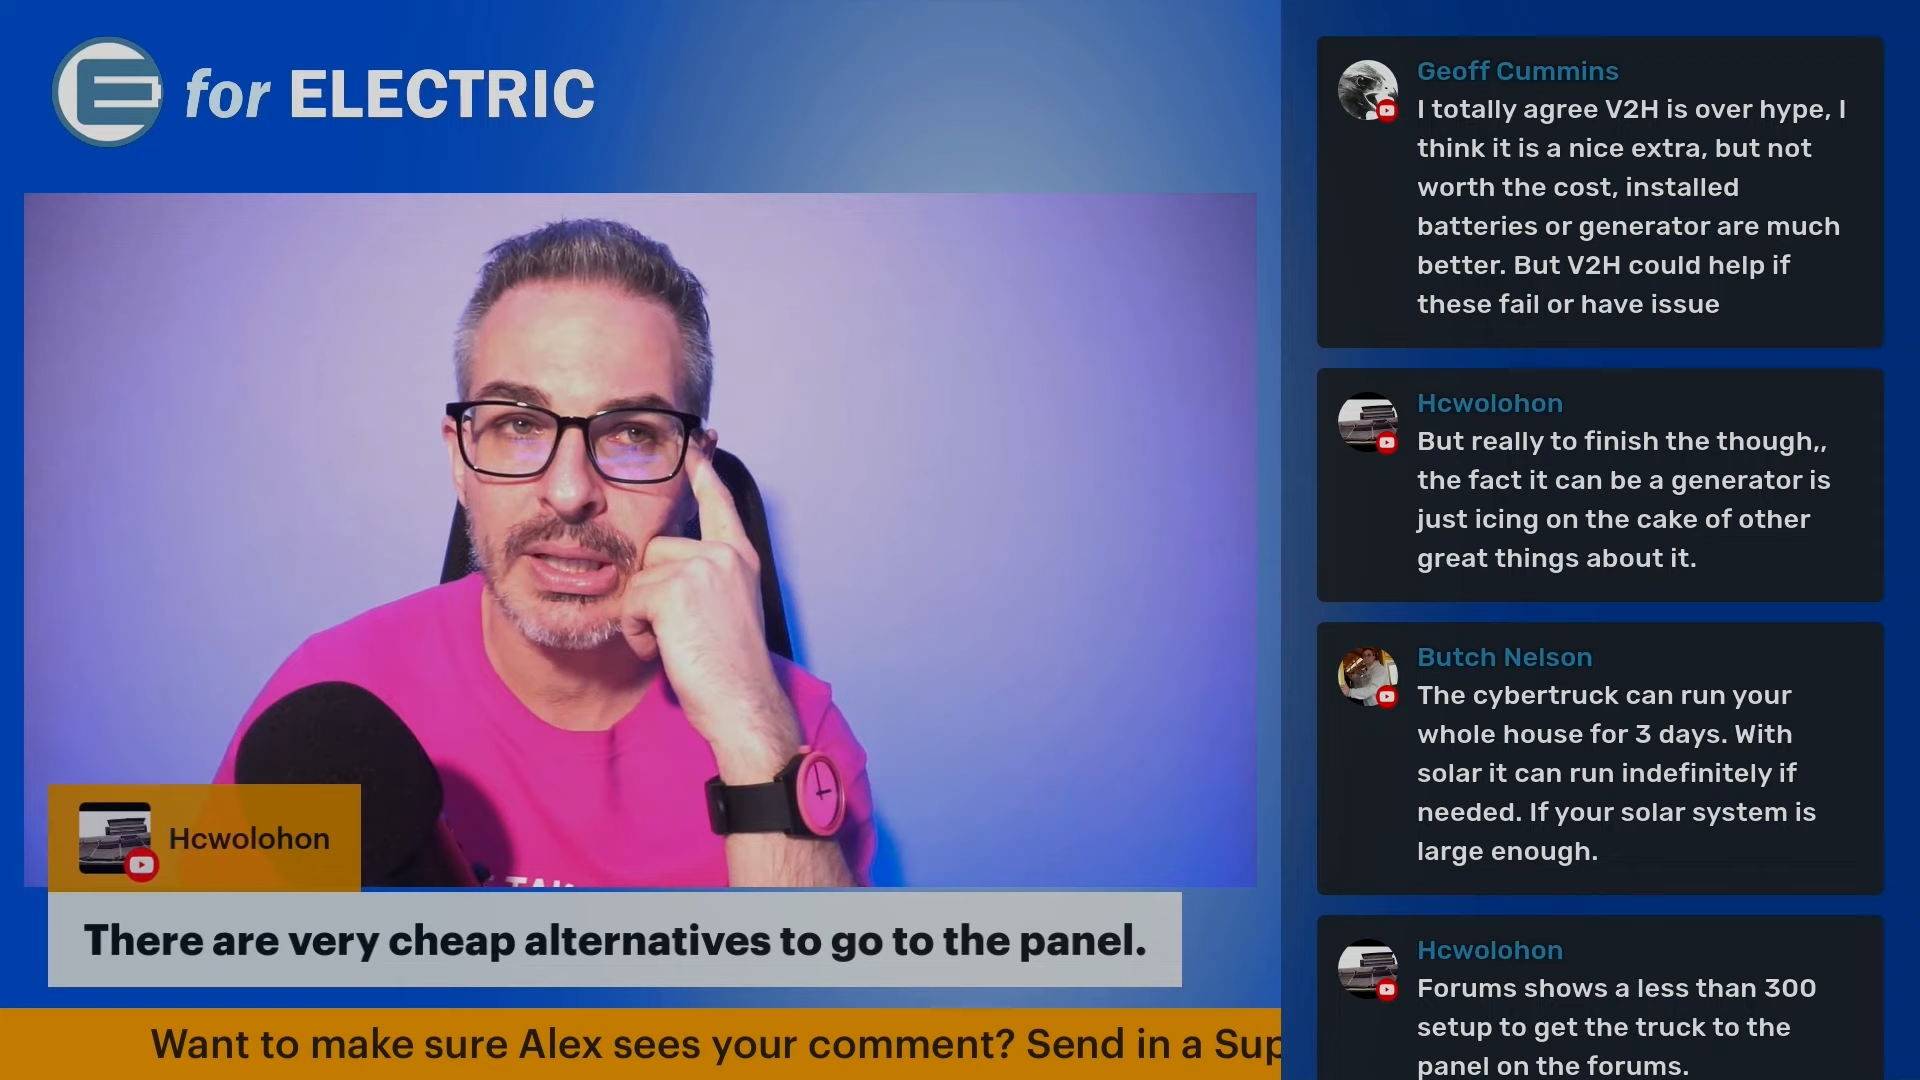 for ELECTRIC
Hcwolohon
There are very cheap alternatives to go to the panel.
Want to make sure Alex sees your comment? Send in a Sup
Geoff Cummins
I totally agree V2H is over hype, I
think it is a nice extra, but not
worth the cost, installed
batteries or generator are much
better. But V2H could help if
these fail or have issue
Hcwolohon
But really to finish the though,,
the fact it can be a generator is
just icing on the cake of other
great things about it.
Butch Nelson
The cybertruck can run your
whole house for 3 days. With
solar it can run indefinitely if
needed. If your solar system is
large enough.
Hcwolohon
Forums shows a less than 300
setup to get the truck to the
panel on the forums.